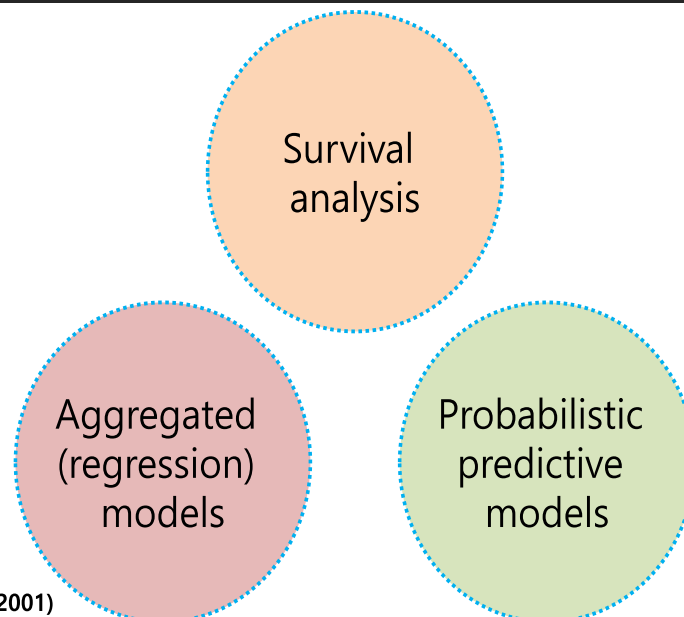 Survival
analysis
Aggregated
(regression)
models
Probabilistic
predictive
models
2001)